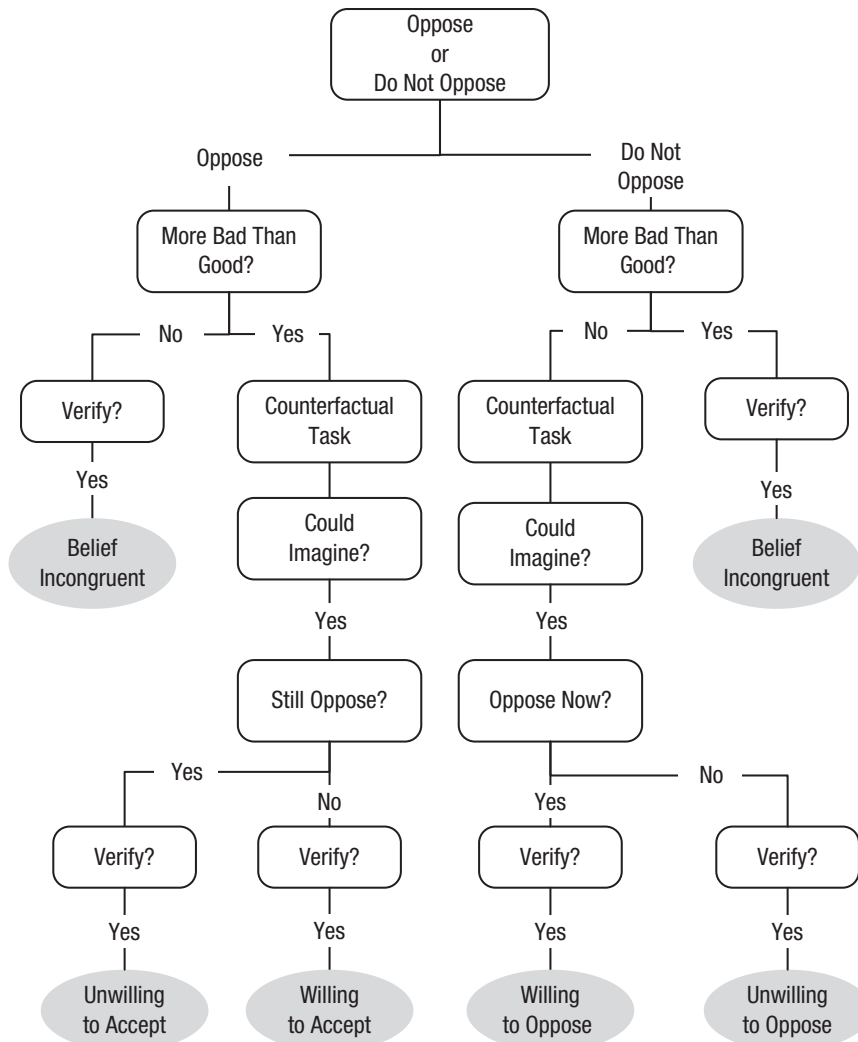 Oppose
or
Do Not Oppose
Oppose
Do Not
Oppose
More Bad Than
Good?
More Bad Than
Good?
No
Yes
No
Yes
Verify?
Counterfactual
Task
Counterfactual
Task
Verify?
Yes
Could
Imagine?
Could
Imagine?
Yes
Belief
Incongruent
Belief
Incongruent
Yes
Yes
Still Oppose?
Oppose Now?
Yes
No
Yes
No
Verify?
Verify?
Verify?
Verify?
Yes
Yes
Yes
Yes
Unwilling
to Accept
Willing
to Accept
Willing
to Oppose
Unwilling
to Oppose